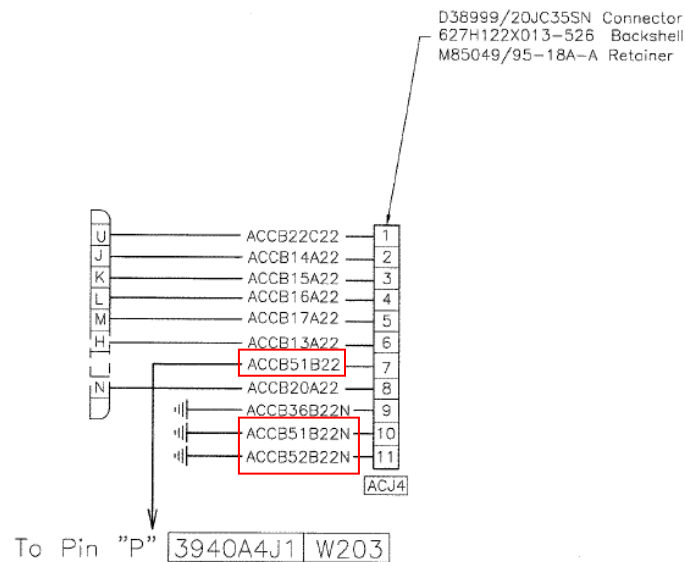 D38999/20JC35SN Connector
627H122X013-526 Backshell
M85049/95-18A-A Retainer
U ACCB22C22 1
J ACCB14A22 2
K ACCB15A22 3
L ACCB16A22 4
M ACCB17A22 5
H ACCB13A22 6
ACCB51B22 7
N ACCB20A22 8
ACCB36B22N 9
ACCB51B22N 10
ACCB52B22N 11
ACJ4
To Pin "P" 3940A4J1 W203